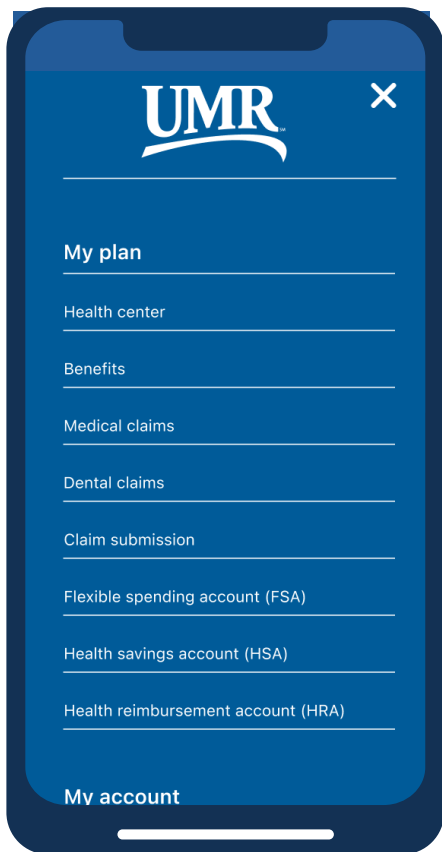 UMR
My plan
Health center
Benefits
Medical claims
Dental claims
Claim submission
Flexible spending account (FSA)
Health savings account (HSA)
Health reimbursement account (HRA)
My account